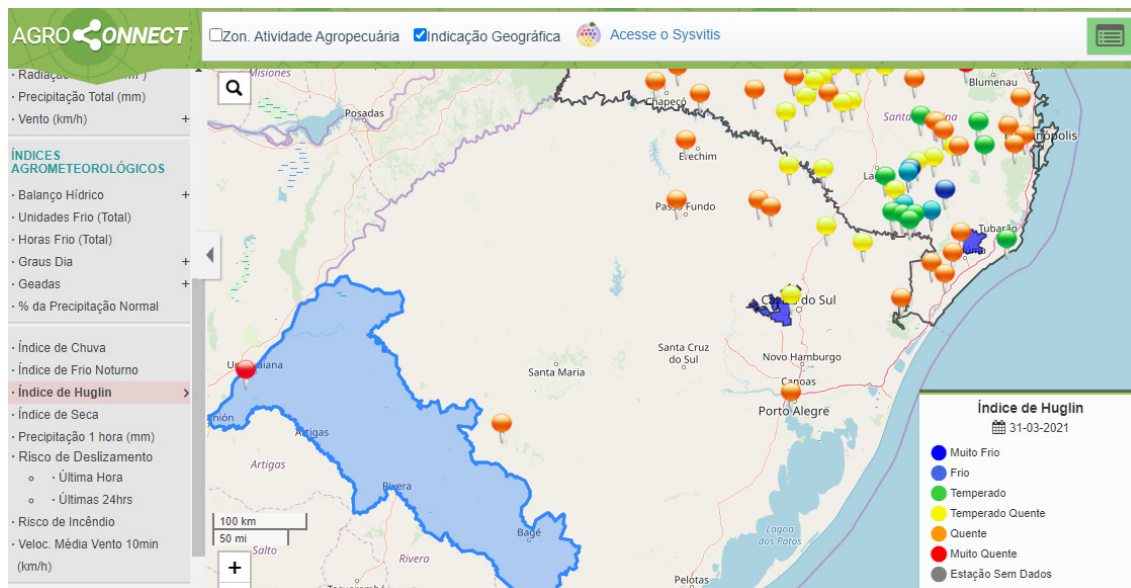 AGRO CONNECT
Zon. Atividade Agropecuária
Indicação Geográfica
Acesse o Sysvitis
· Precipitação Total (mm)
· Vento (km/h) +
ÍNDICES
AGROMETEOROLÓGICOS
· Balanço Hídrico +
· Unidades Frio (Total)
· Horas Frio (Total)
· Graus Dia +
· Geadas +
· % da Precipitação Normal
· Índice de Chuva
· Índice de Frio Noturno
· Índice de Huglin
· Índice de Seca
· Precipitação 1 hora (mm)
· Risco de Deslizamento
· Última Hora
· Últimas 24hrs
· Risco de Incêndio
· Veloc. Média Vento 10min
(km/h)
Misiones
Posadas
Chapecó
Erechim
Blumenau
Santa
Tubarão
Santa Cruz
do Sul
Santa Maria
Novo Hamburgo
Canoas
Porto Alegre
Artigas
Artigas
Rivera
Bagé
Rivera
Salto
Tacuarembó
Lagoa
dos Patos
Pelotas
100 km
50 mi
+
Índice de Huglin
31-03-2021
Muito Frio
Frio
Temperado
Temperado Quente
Quente
Muito Quente
Estação Sem Dados